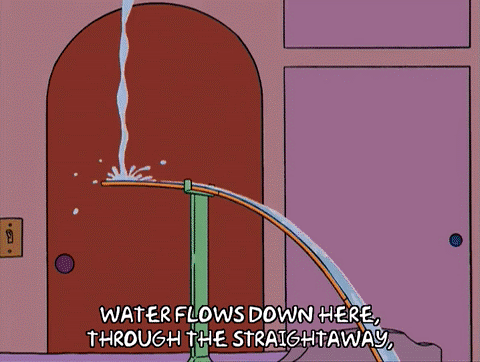 WATER FLOWS DOWN HERE,
THROUGH THE STRAIGHTAWAY,